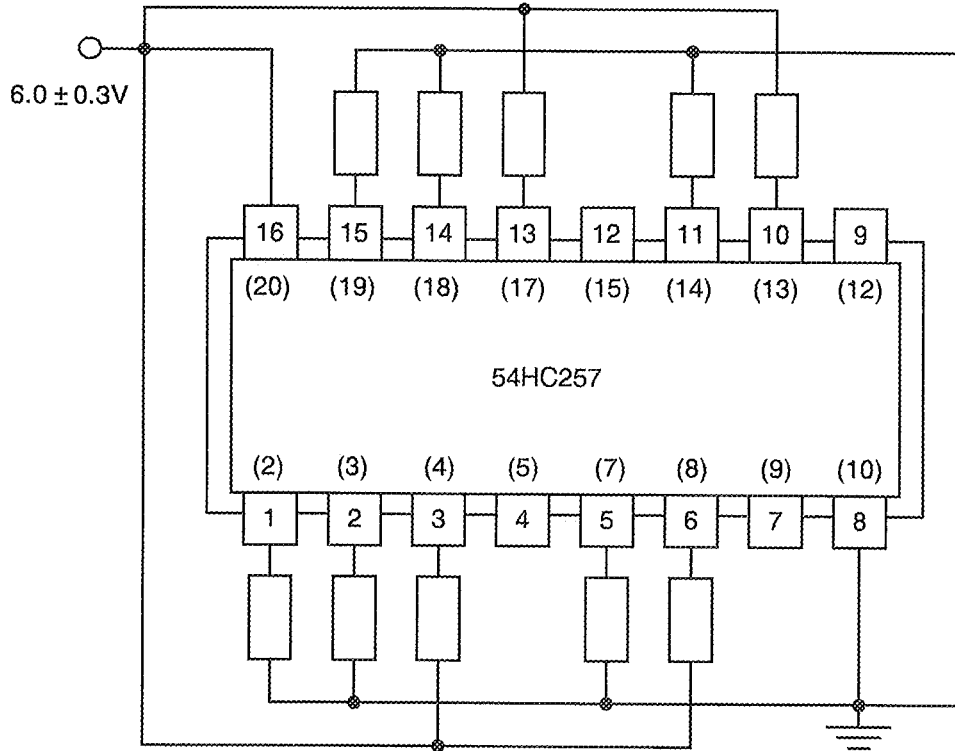 6.0 ± 0.3V
16 15 14 13 12 11 10 9
(20) (19) (18) (17) (15) (14) (13) (12)
54HC257
(2) (3) (4) (5) (7) (8) (9) (10)
1 2 3 4 5 6 7 8